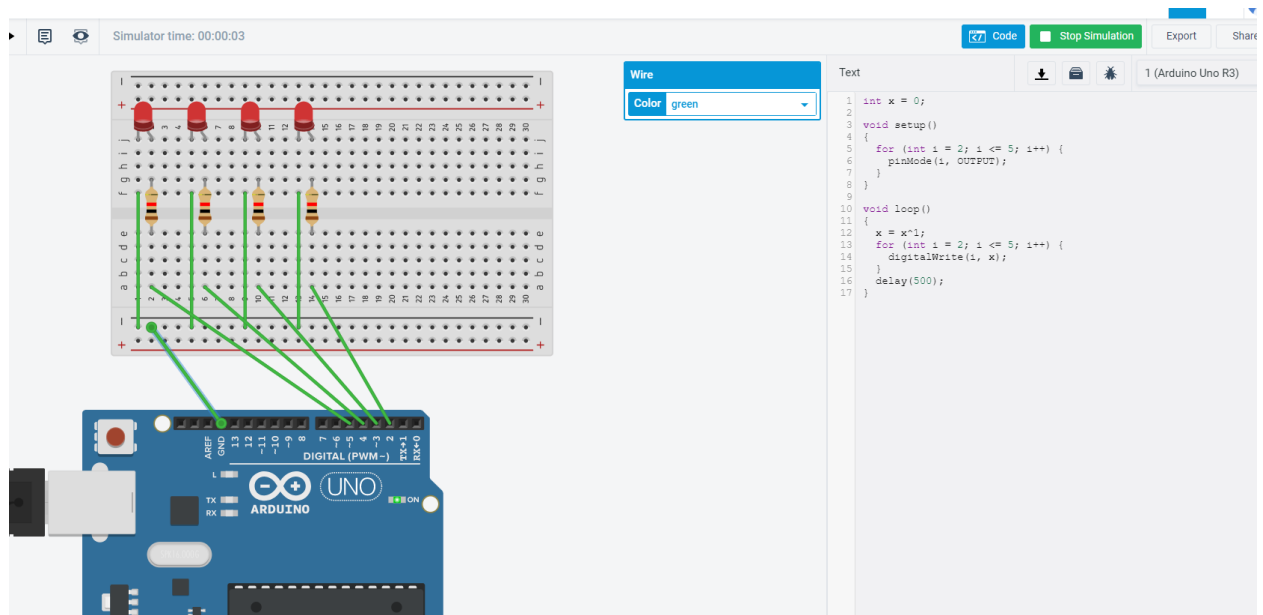 Simulator time: 00:00:03
Code
Stop Simulation
Export
Share
Wire
Color green
Text
1 (Arduino Uno R3)
1 int x = 0;
2
3 void setup()
4 {
5 for (int i = 2; i <= 5; i++) {
6 pinMode(i, OUTPUT);
7 }
8 }
9
10 void loop()
11 {
12 x = x^1;
13 for (int i = 2; i <= 5; i++) {
14 digitalWrite(i, x);
15 }
16 delay(500);
17 }
j
i
h
g
f
e
d
c
b
a
AREF
GND
13
12
~11
~10
~9
8
7
~6
~5
4
~3
2
TX→1
RX←0
DIGITAL (PWM~)
L
TX
RX
ARDUINO
UNO
ON